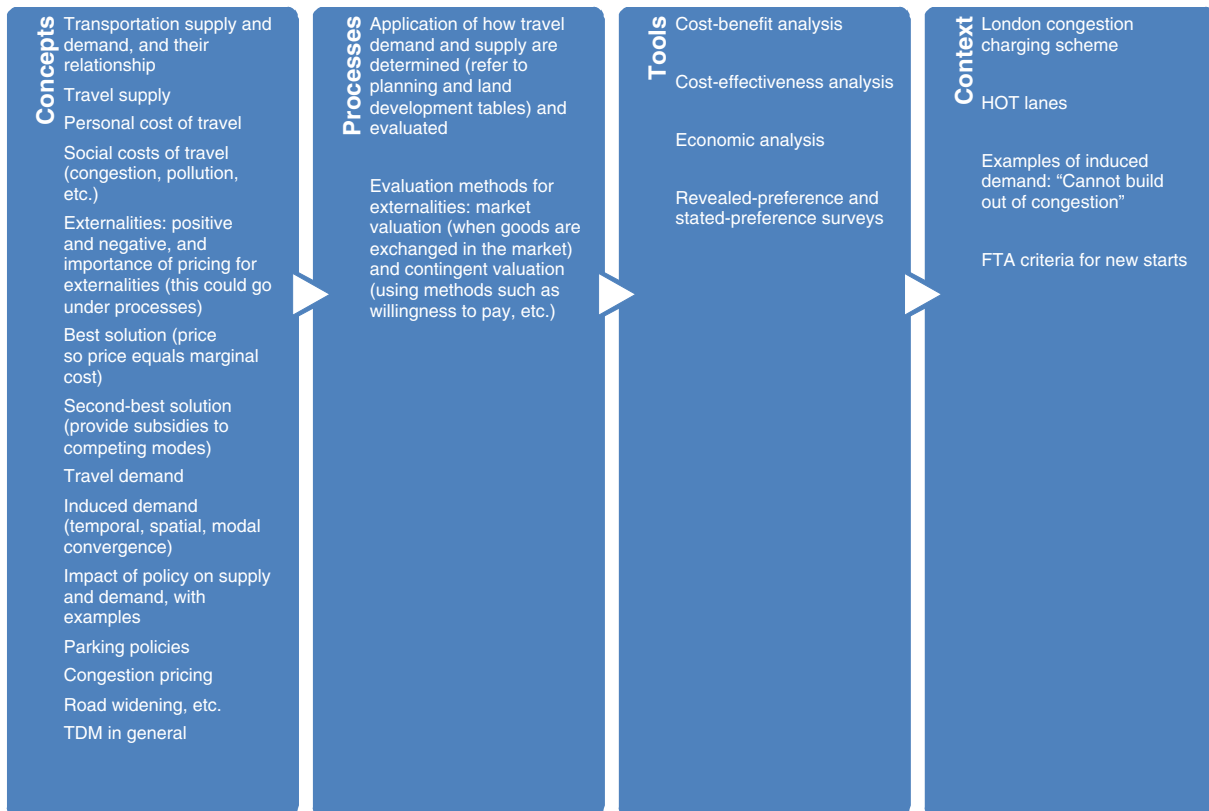 Concepts
Transportation supply and
demand, and their
relationship
Travel supply
Personal cost of travel
Social costs of travel
(congestion, pollution,
etc.)
Externalities: positive
and negative, and
importance of pricing for
externalities (this could go
under processes)
Best solution (price
so price equals marginal
cost)
Second-best solution
(provide subsidies to
competing modes)
Travel demand
Induced demand
(temporal, spatial, modal
convergence)
Impact of policy on supply
and demand, with
examples
Parking policies
Congestion pricing
Road widening, etc.
TDM in general
Processes
Application of how travel
demand and supply are
determined (refer to
planning and land
development tables) and
evaluated
Evaluation methods for
externalities: market
valuation (when goods are
exchanged in the market)
and contingent valuation
(using methods such as
willingness to pay, etc.)
Tools
Cost-benefit analysis
Cost-effectiveness analysis
Economic analysis
Revealed-preference and
stated-preference surveys
Context
London congestion
charging scheme
HOT lanes
Examples of induced
demand: “Cannot build
out of congestion”
FTA criteria for new starts